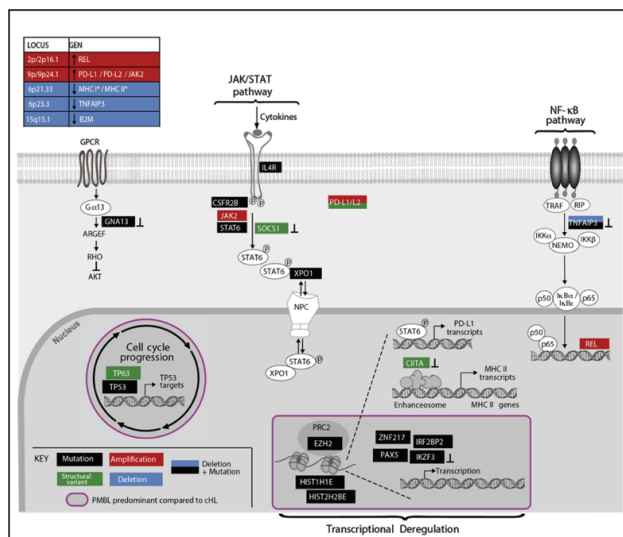 LOCUS GEN
2p/2p16.1 ↑ REL
9p/9p24.1 ↑ PD-L1 / PD-L2 / JAK2
6p21.33 ↓ MHC I* / MHC II*
6p23.3 ↓ TNFAIP3
15q15.1 ↓ B2M
JAK/STAT
pathway
Cytokines
NF-κB
pathway
GPCR
IL4R
Gα13
GNA13
ARGEF
RHO
AKT
CSFR2B
P P
JAK2
STAT6
SOCS1
PD-L1/L2
STAT6
P
STAT6
P
XPO1
NPC
STAT6
P
XPO1
TRAF
RIP
TNFAIP3
IKKα
IKKβ
NEMO
p50
IκBα/
IκBε
p65
p50
p65
REL
Nucleus
Cell cycle
progression
TP63
TP53
TP53
targets
STAT6
P
PD-L1
transcripts
CIITA
MHC II
transcripts
Enhanceosome
MHC II genes
PRC2
EZH2
HIST1H1E
HIST2H2BE
ZNF217
IRF2BP2
PAX5
IKZF3
Transcription
KEY
Mutation
Amplification
Deletion
+ Mutation
Structural
variant
Deletion
PMBL predominant compared to cHL
Transcriptional Deregulation